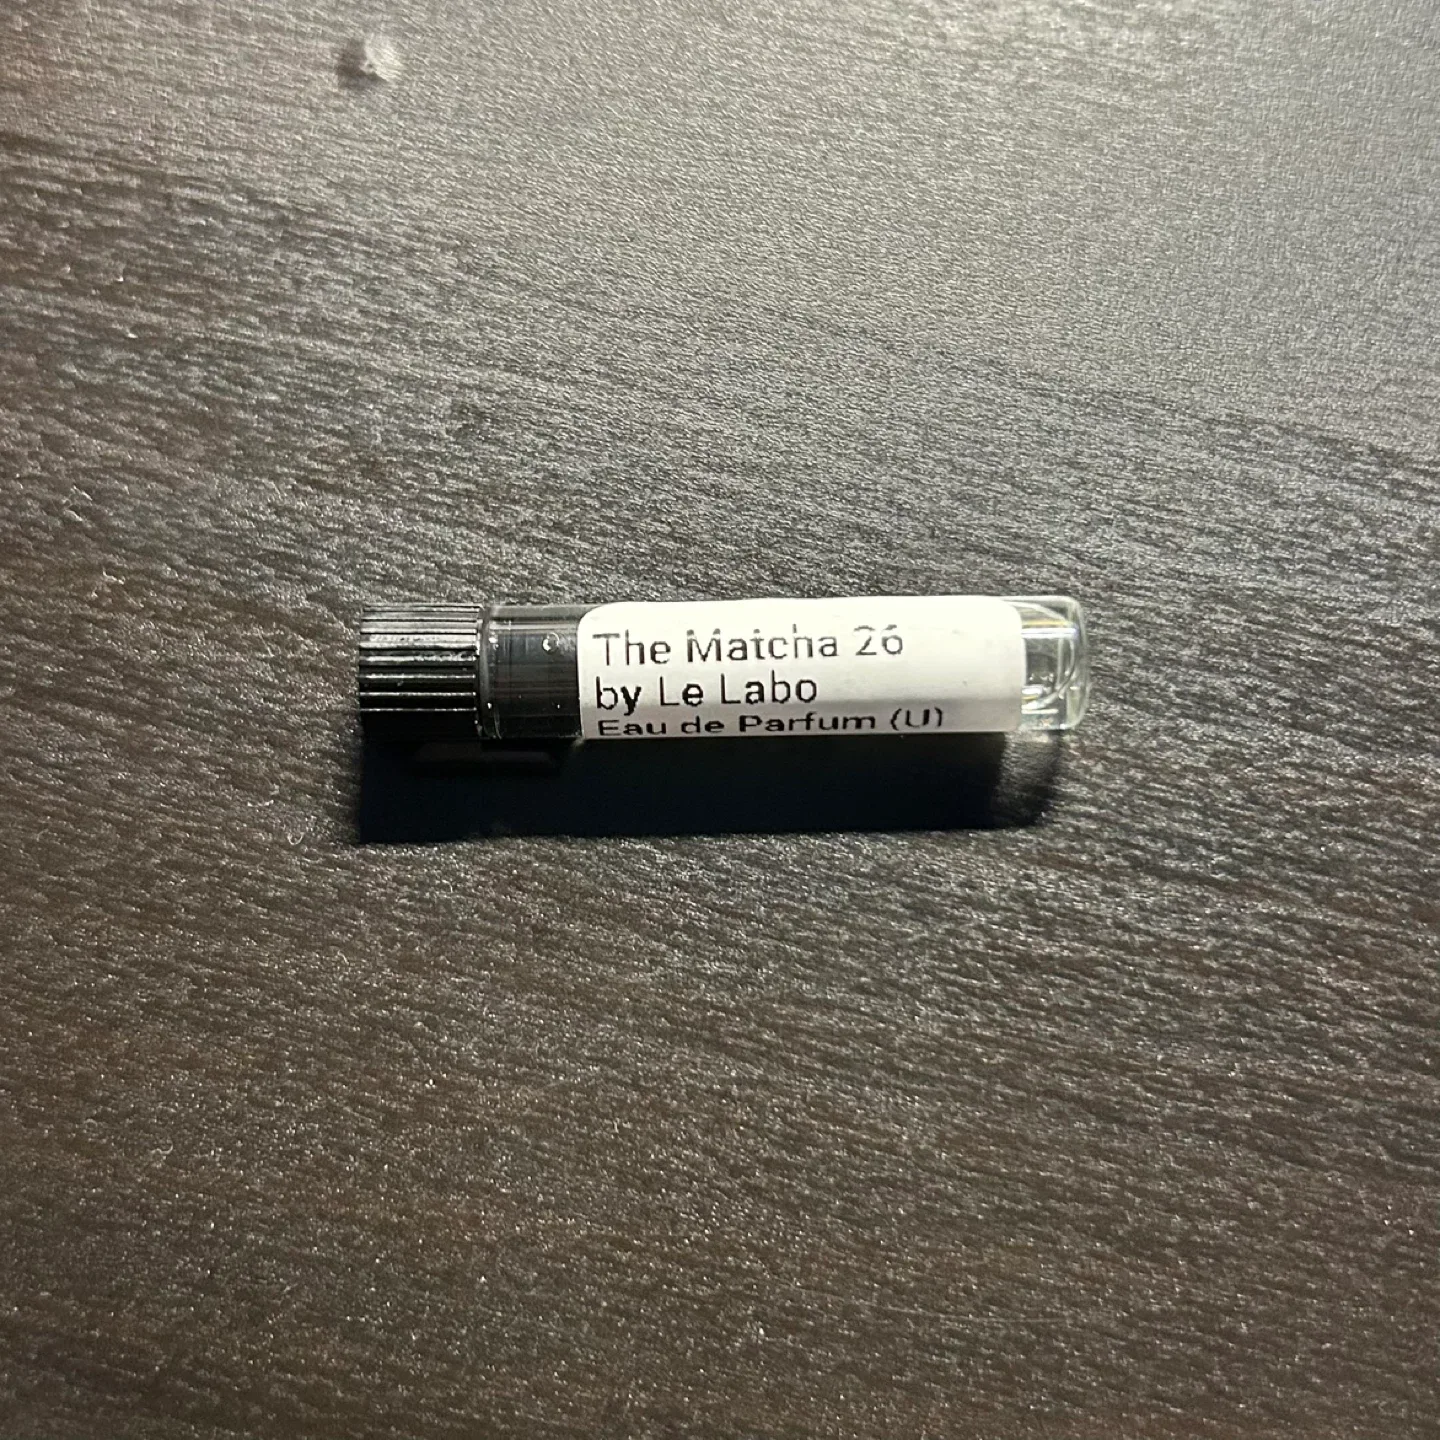 The Matcha 26
by Le Labo
Eau de Parfum (U)